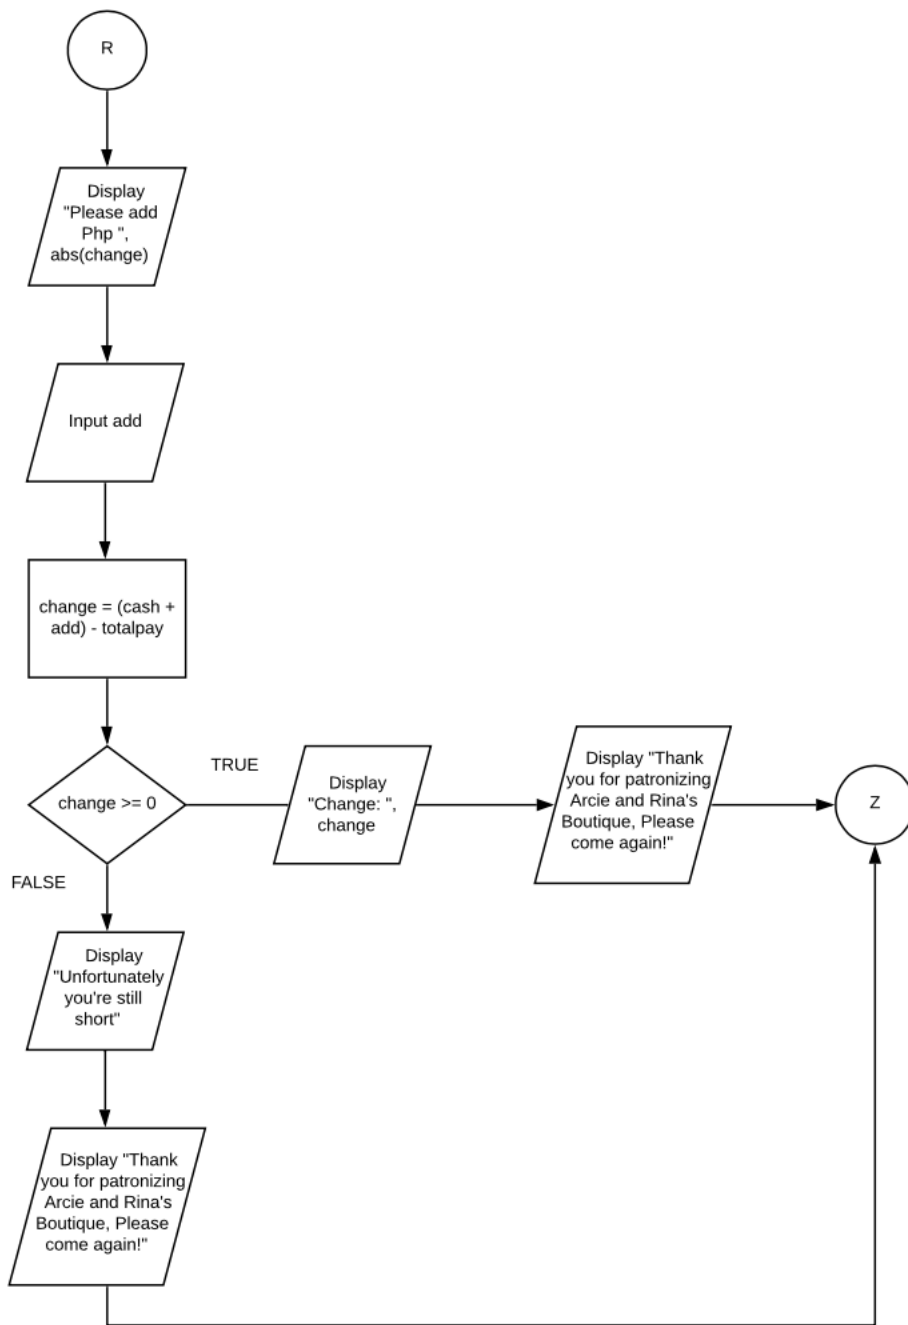 R
Display
"Please add
Php ",
abs(change)
Input add
change = (cash +
add) - totalpay
change >= 0
TRUE
Display
"Change: ",
change
Display "Thank
you for patronizing
Arcie and Rina's
Boutique, Please
come again!"
Z
FALSE
Display
"Unfortunately
you're still
short"
Display "Thank
you for patronizing
Arcie and Rina's
Boutique, Please
come again!"